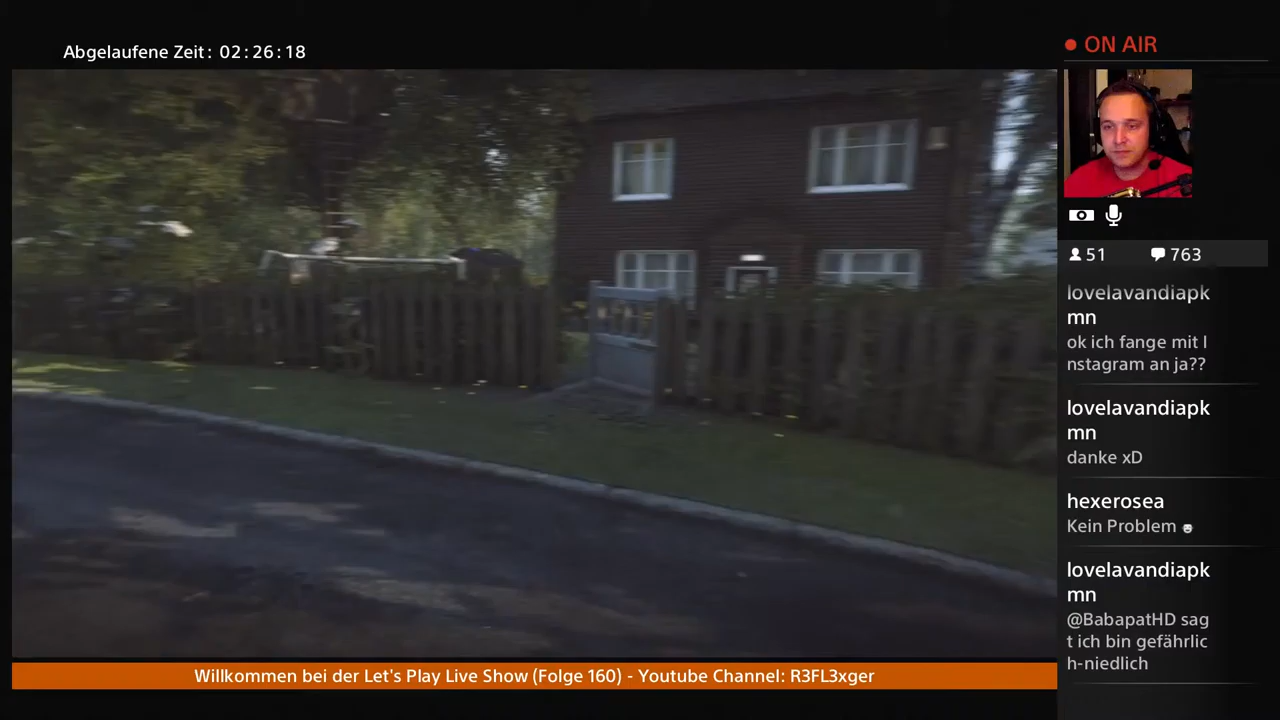 Abgelaufene Zeit: 02:26:18
ON AIR
51 763
lovelavandiapk
mn
ok ich fange mit I
nstagram an ja??
lovelavandiapk
mn
danke xD
hexerosea
Kein Problem
lovelavandiapk
mn
@BabapatHD sag
t ich bin gefährlic
h-niedlich
Willkommen bei der Let's Play Live Show (Folge 160) - Youtube Channel: R3FL3xger